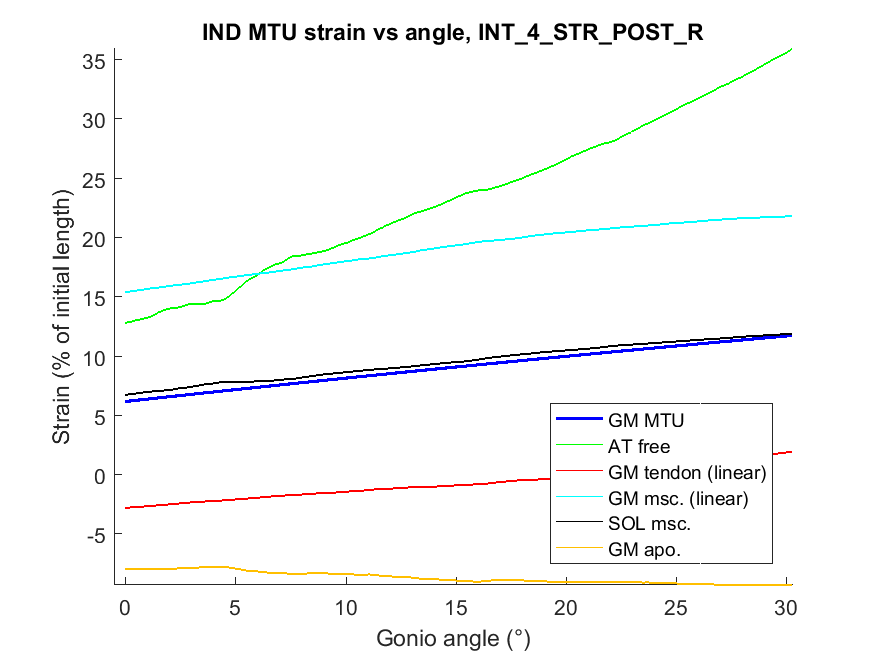 IND MTU strain vs angle, INT_4_STR_POST_R
35
30
25
20
15
10
5
0
-5
Strain (% of initial length)
GM MTU
AT free
GM tendon (linear)
GM msc. (linear)
SOL msc.
GM apo.
0 5 10 15 20 25 30
Gonio angle (°)